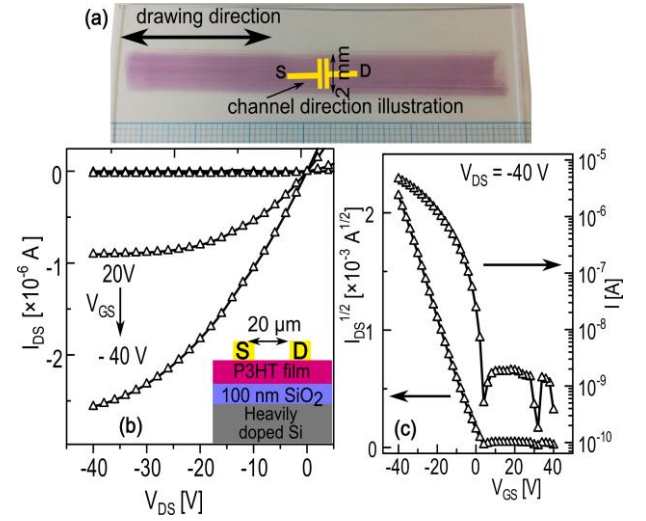 (a)
drawing direction
S
D
2 mm
channel direction illustration
(b)
0
-1
-2
I_DS [×10⁻⁶ A]
20V
V_GS
- 40 V
20 µm
S
D
P3HT film
100 nm SiO₂
Heavily
doped Si
-40
-30
-20
-10
0
V_DS [V]
(c)
V_DS = -40 V
2
1
0
I_DS^1/2 [×10⁻³ A^1/2]
10⁻⁵
10⁻⁶
10⁻⁷
10⁻⁸
10⁻⁹
10⁻¹⁰
I [A]
-40
-20
0
20
40
V_GS [V]